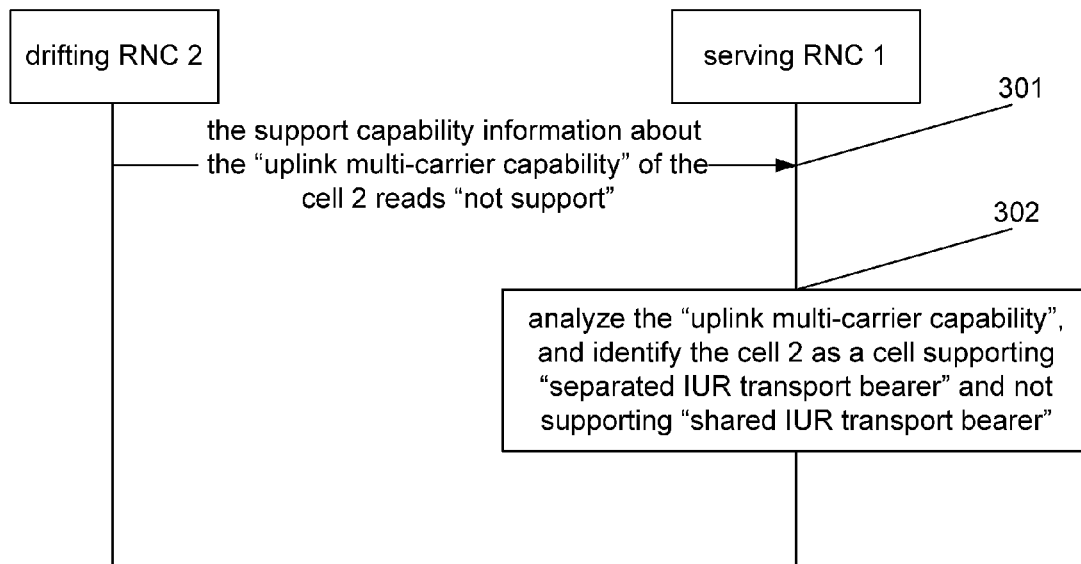 drifting RNC 2
serving RNC 1
301
the support capability information about
the “uplink multi-carrier capability” of the
cell 2 reads “not support”
302
analyze the “uplink multi-carrier capability”,
and identify the cell 2 as a cell supporting
“separated IUR transport bearer” and not
supporting “shared IUR transport bearer”